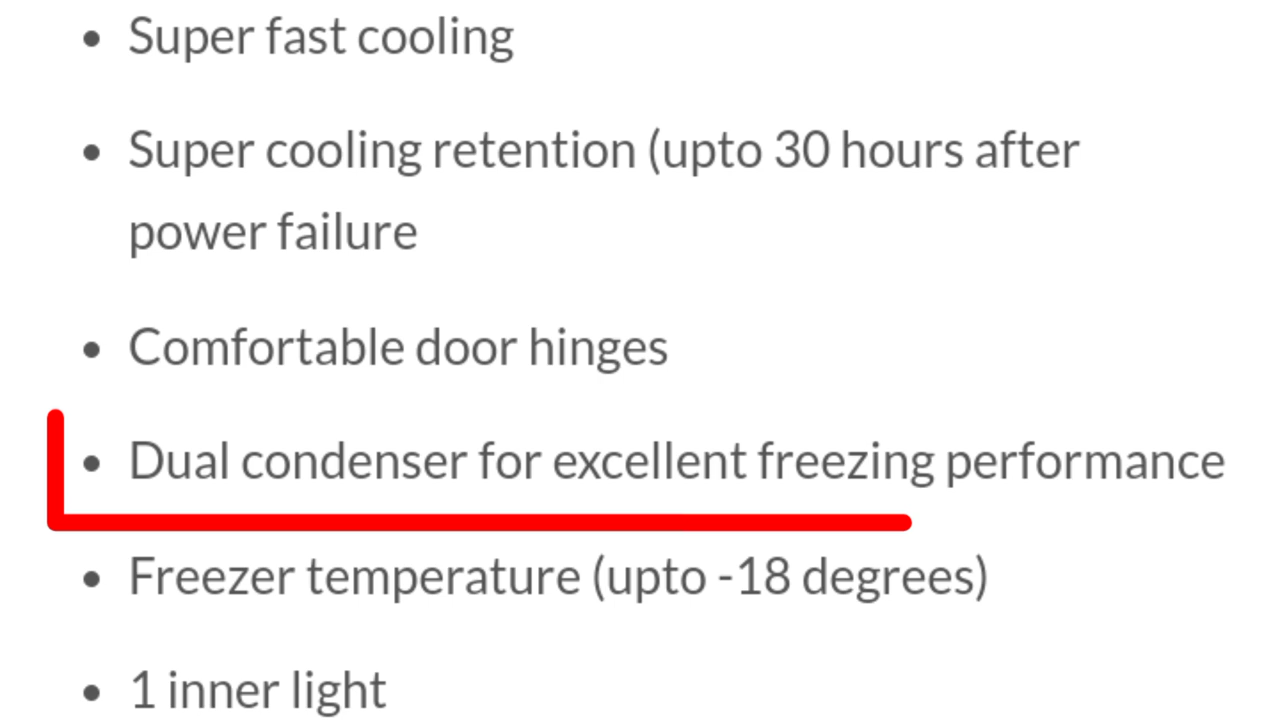 • Super fast cooling
• Super cooling retention (upto 30 hours after
power failure
• Comfortable door hinges
• Dual condenser for excellent freezing performance
• Freezer temperature (upto -18 degrees)
• 1 inner light